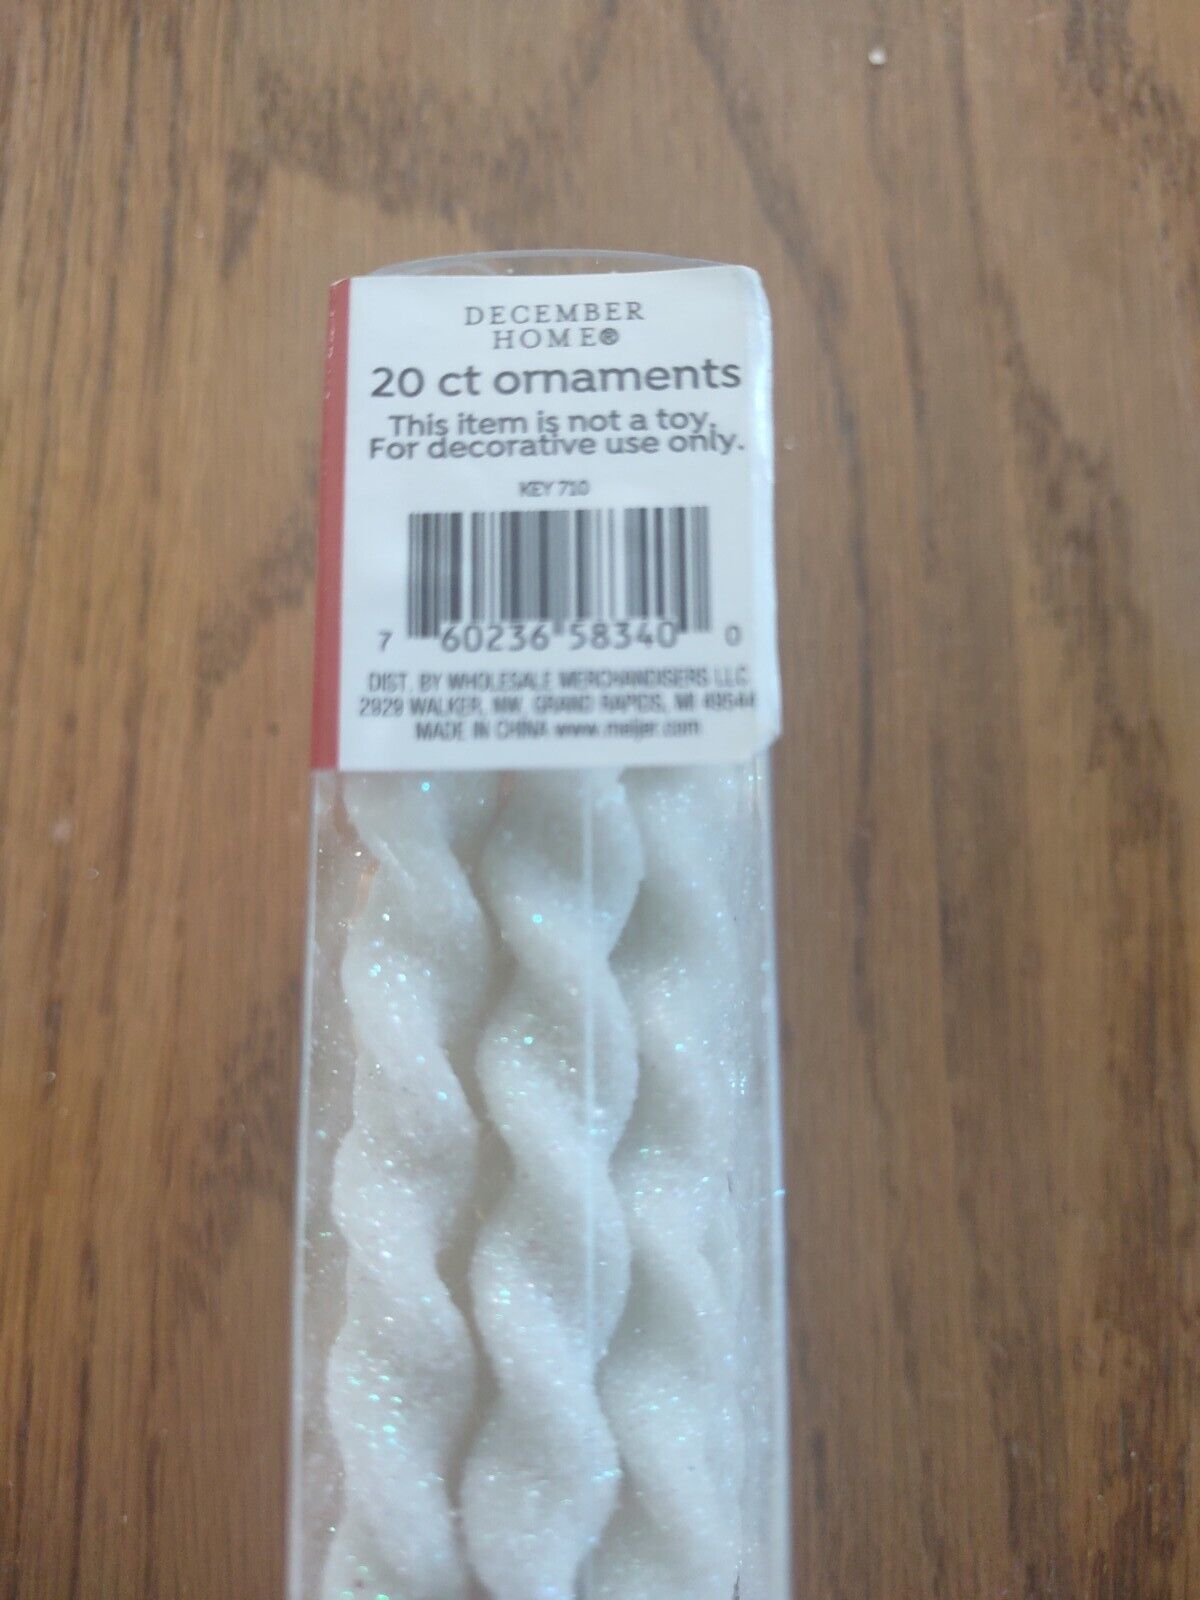 DECEMBER
HOME®
20 ct ornaments
This item is not a toy.
For decorative use only.
KEY 710
7 60236 58340 0
DIST. BY WHOLESALE MERCHANDISERS LLC
2929 WALKER, NW, GRAND RAPIDS, MI 49544
MADE IN CHINA www.meijer.com